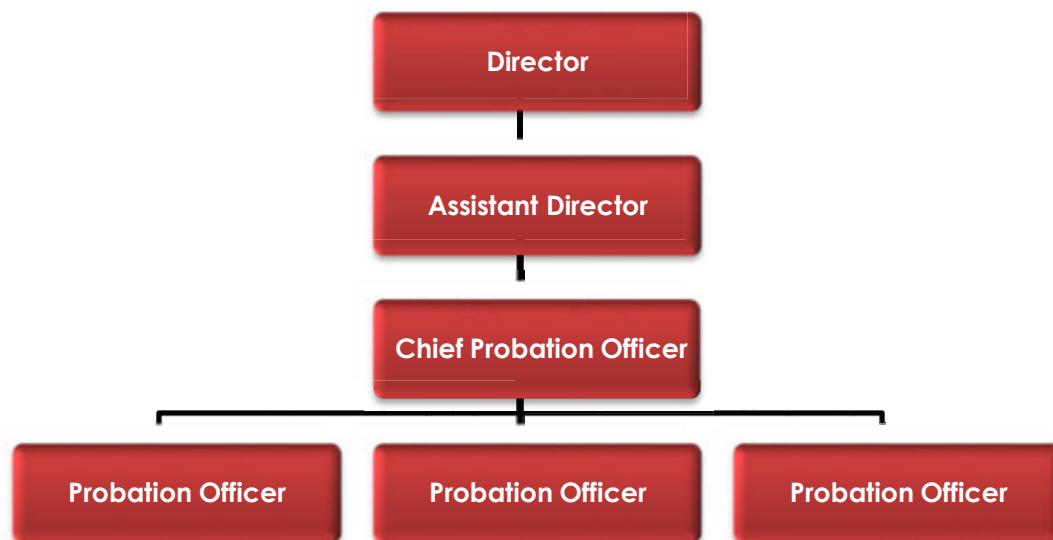 Director
Assistant Director
Chief Probation Officer
Probation Officer
Probation Officer
Probation Officer